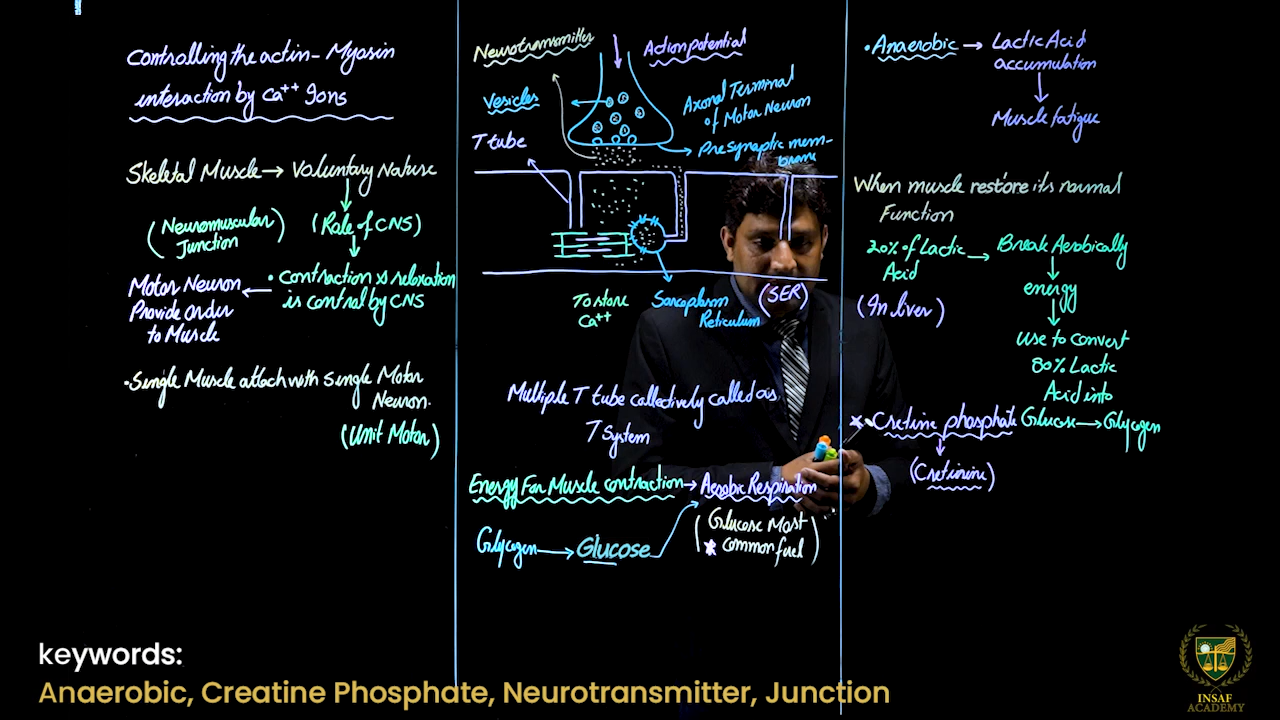 Controlling the actin-Myosin
interaction by Ca++ Ions
Skeletal Muscle → Voluntary Nature
(Neuromuscular Junction)
(Role of CNS)
• contraction & relaxation
is control by CNS
Motor Neuron
Provide order
to Muscle
• Single Muscle attach with single Motor
Neuron.
(Unit Motor)
Neurotransmitter
Action potential
Vesicles
Axonal Terminal
of Motor Neuron
T tube
Presynaptic mem-
brane
To store
Ca++
Sarcoplasm
Reticulum
(SER)
Multiple T tube collectively called as
T System
Energy For Muscle contraction → Aerobic Respiration
Glycogen → Glucose
(Glucose Most
* common fuel)
• Anaerobic → Lactic Acid
accumulation
Muscle fatigue
When muscle restore its normal
Function
20% of Lactic
Acid
→ Break Aerobically
(In liver)
energy
use to convert
80% Lactic
Acid into
Glucose → Glycogen
Cretine phosphate
(Cretinine)
keywords:
Anaerobic, Creatine Phosphate, Neurotransmitter, Junction
INSAF
ACADEMY